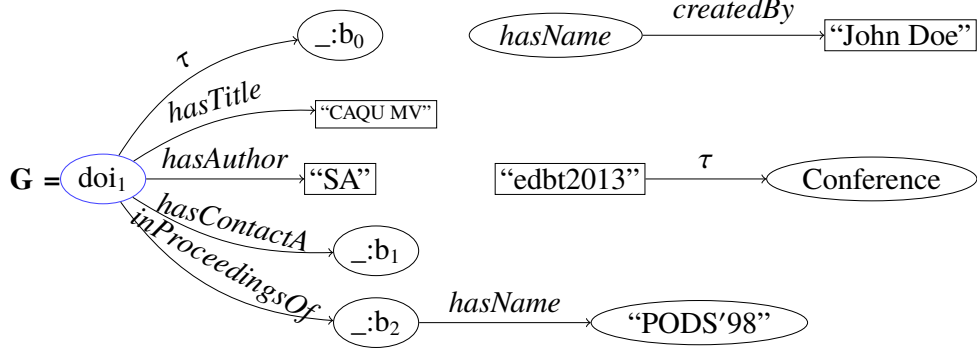 τ _:b0 hasName createdBy "John Doe"
hasTitle "CAQU MV"
G = doi1 hasAuthor "SA" "edbt2013" τ Conference
hasContactA _:b1
inProceedingsOf _:b2 hasName "PODS′98"